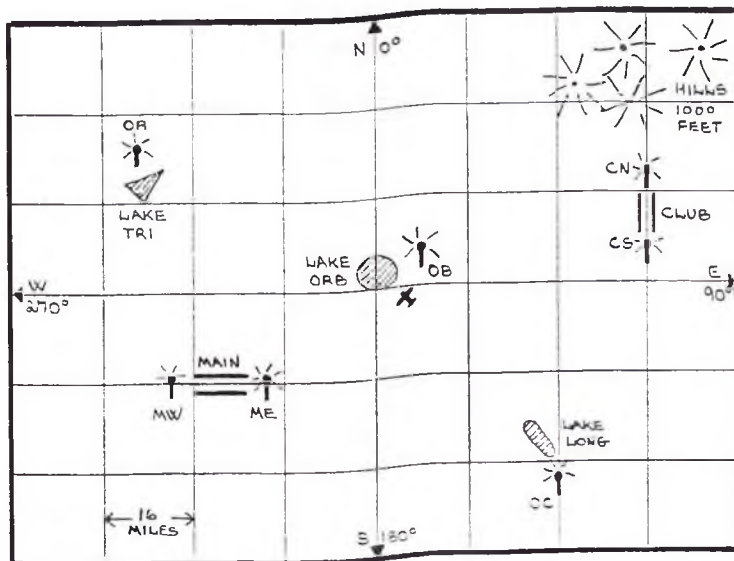 N 0°
HILLS
1000
FEET
OA
CN
LAKE
TRI
CLUB
CS
LAKE
ORB
OB
W
270°
E
90°
MAIN
MW
ME
LAKE
LONG
OC
16
MILES
S 180°